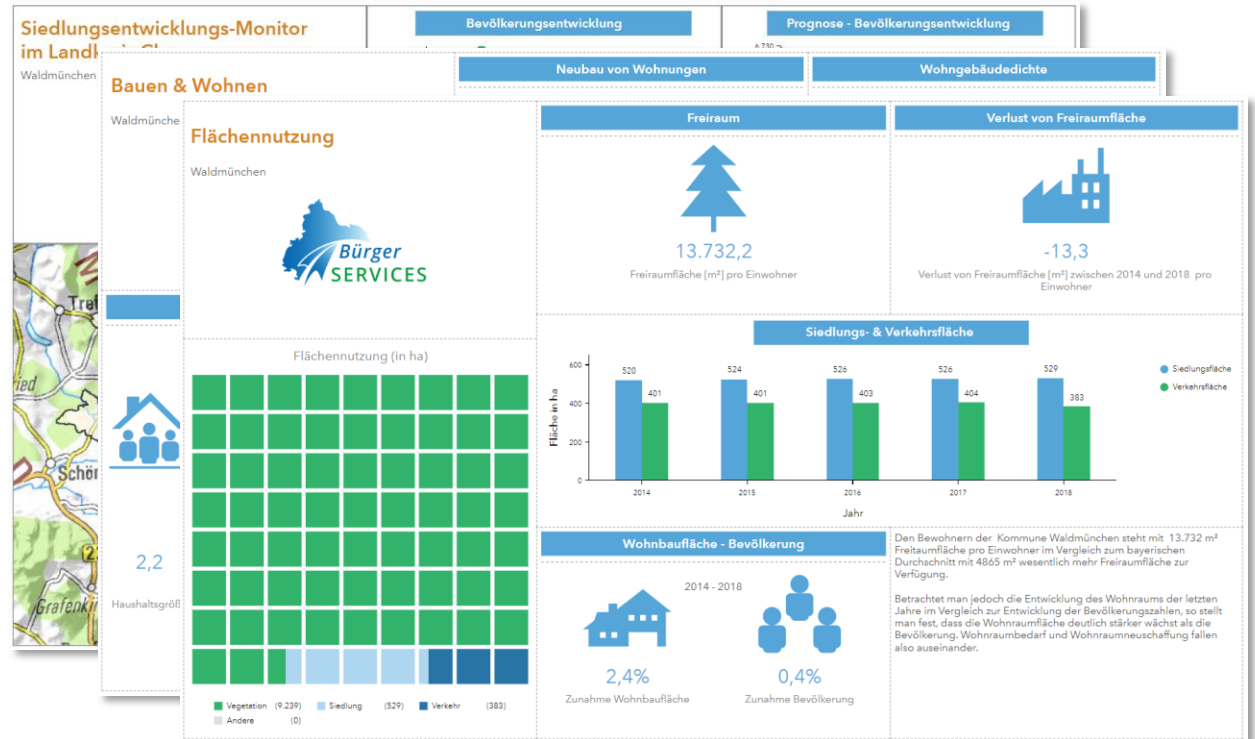 Siedlungsentwicklungs-Monitor
im Landkreis Cham
Waldmünchen
Bevölkerungsentwicklung
Prognose - Bevölkerungsentwicklung
Bauen & Wohnen
Waldmünche
Neubau von Wohnungen
Wohngebäudedichte
2,2
Haushaltsgröß
Flächennutzung
Waldmünchen
Bürger
SERVICES
Freiraum
13.732,2
Freiraumfläche [m²] pro Einwohner
Verlust von Freiraumfläche
-13,3
Verlust von Freiraumfläche [m²] zwischen 2014 und 2018 pro
Einwohner
Flächennutzung (in ha)
Vegetation (9.239) Siedlung (529) Verkehr (383)
Andere (0)
Siedlungs- & Verkehrsfläche
Fläche in ha
600
400
200
0
520 401 524 401 526 403 526 404 529 383
2014 2015 2016 2017 2018
Jahr
Siedlungsfläche
Verkehrsfläche
Wohnbaufläche - Bevölkerung
2014 - 2018
2,4%
Zunahme Wohnbaufläche
0,4%
Zunahme Bevölkerung
Den Bewohnern der Kommune Waldmünchen steht mit 13.732 m²
Freitaumfläche pro Einwohner im Vergleich zum bayerischen
Durchschnitt mit 4865 m² wesentlich mehr Freiraumfläche zur
Verfügung.
Betrachtet man jedoch die Entwicklung des Wohnraums der letzten
Jahre im Vergleich zur Entwicklung der Bevölkerungszahlen, so stellt
man fest, dass die Wohnraumfläche deutlich stärker wächst als die
Bevölkerung. Wohnraumbedarf und Wohnraumneuschaffung fallen
also auseinander.
Tref
ried
Schön
Grafenki